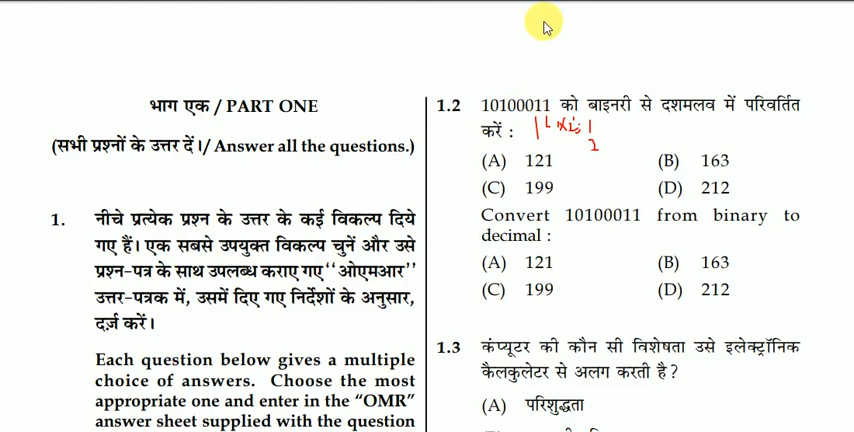 भाग एक / PART ONE
(सभी प्रश्नों के उत्तर दें।/ Answer all the questions.)
1. नीचे प्रत्येक प्रश्न के उत्तर के कई विकल्प दिये
गए हैं। एक सबसे उपयुक्त विकल्प चुनें और उसे
प्रश्न-पत्र के साथ उपलब्ध कराए गए ‘‘ओएमआर’’
उत्तर-पत्रक में, उसमें दिए गए निर्देशों के अनुसार,
दर्ज़ करें।
Each question below gives a multiple
choice of answers. Choose the most
appropriate one and enter in the “OMR”
answer sheet supplied with the question
1.2 10100011 को बाइनरी से दशमलव में परिवर्तित
करें :
(A) 121 (B) 163
(C) 199 (D) 212
Convert 10100011 from binary to
decimal :
(A) 121 (B) 163
(C) 199 (D) 212
1.3 कंप्यूटर की कौन सी विशेषता उसे इलेक्ट्रॉनिक
कैलकुलेटर से अलग करती है ?
(A) परिशुद्धता